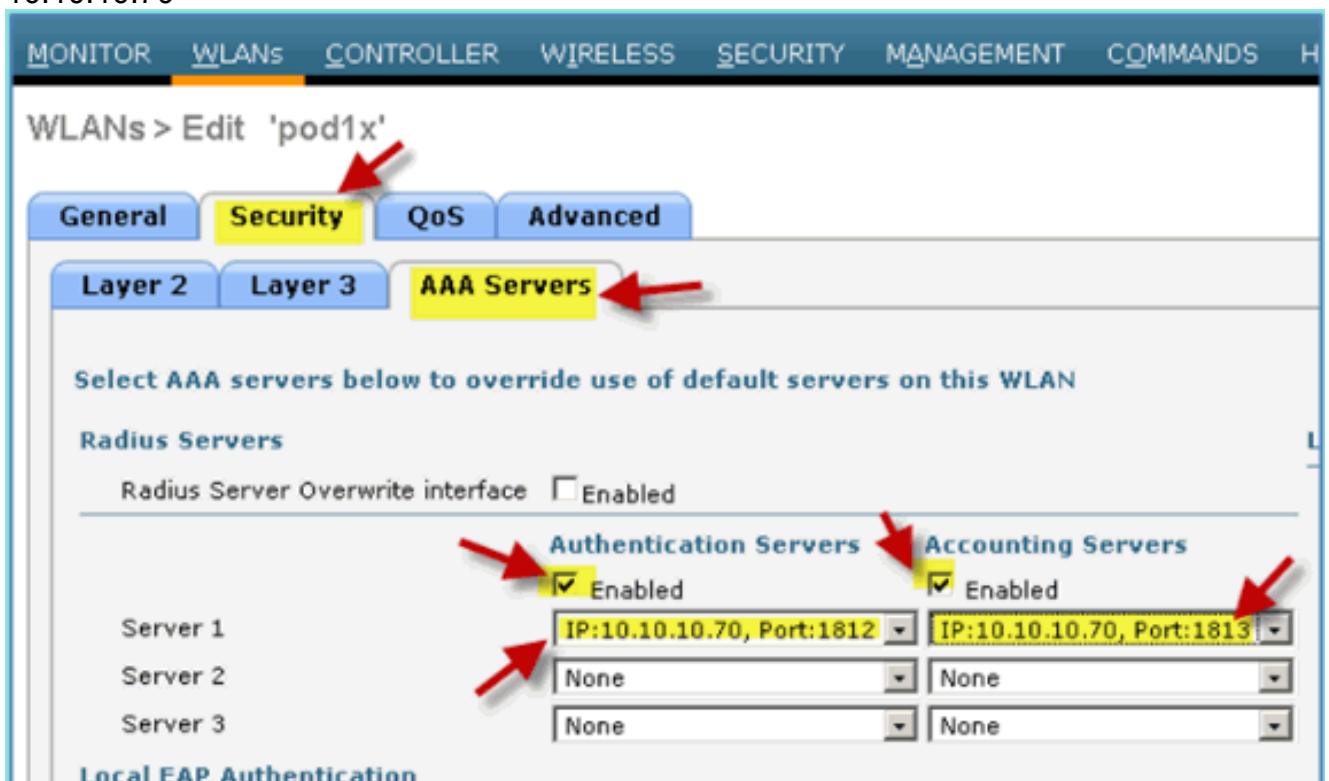 MONITOR WLANs CONTROLLER WIRELESS SECURITY MANAGEMENT COMMANDS H
WLANs > Edit 'pod1x'
General Security QoS Advanced
Layer 2 Layer 3 AAA Servers
Select AAA servers below to override use of default servers on this WLAN
Radius Servers
Radius Server Overwrite interface Enabled
Authentication Servers Accounting Servers
Enabled Enabled
Server 1 IP:10.10.10.70, Port:1812 IP:10.10.10.70, Port:1813
Server 2 None None
Server 3 None None
Local EAP Authentication